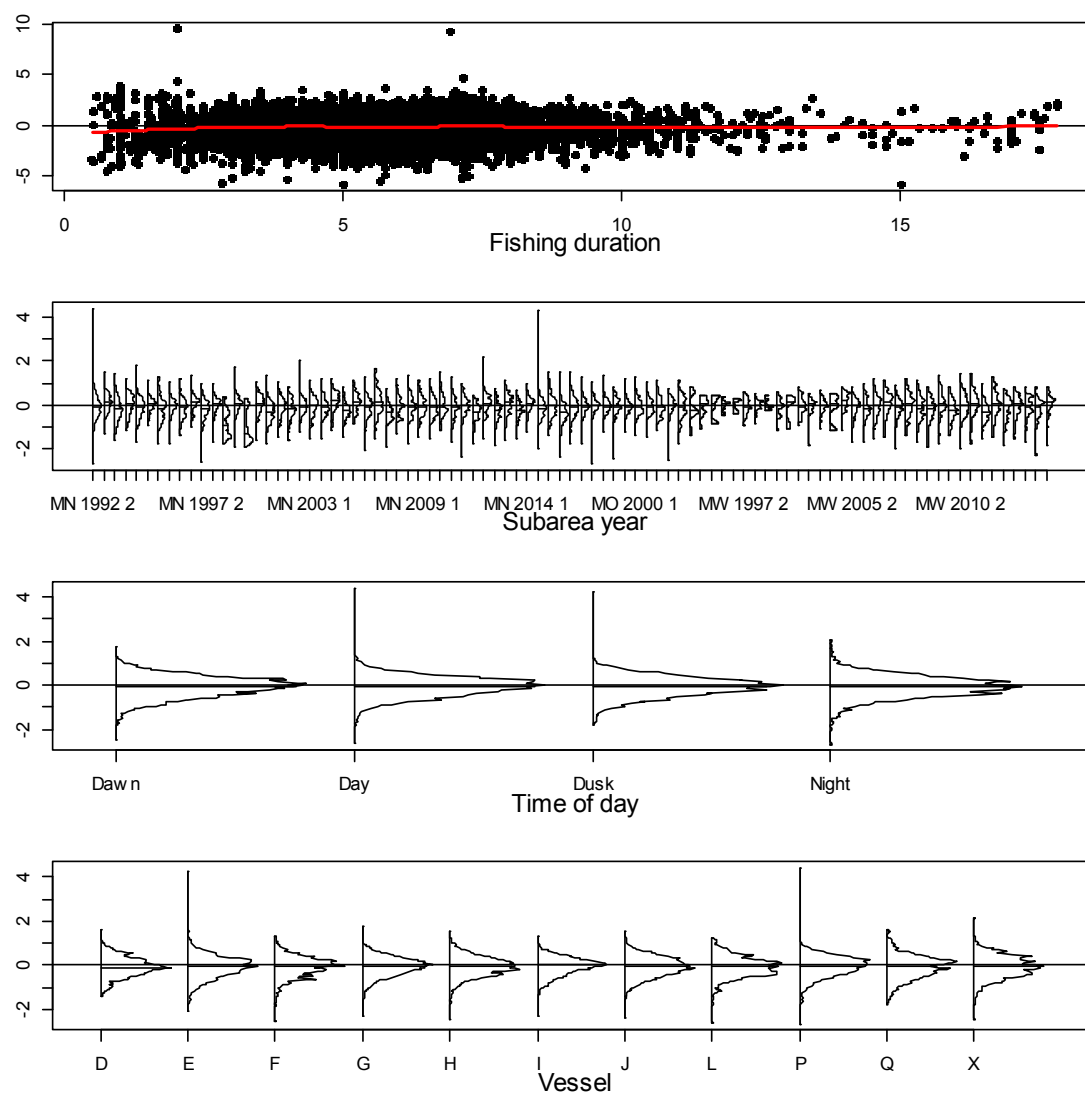 10
5
0
-5
0 5 10 15
Fishing duration
4
2
0
-2
MN 1992 2 MN 1997 2 MN 2003 1 MN 2009 1 MN 2014 1 MO 2000 1 MW 1997 2 MW 2005 2 MW 2010 2
Subarea year
4
2
0
-2
Dawn Day Dusk Night
Time of day
4
2
0
-2
D E F G H I J L P Q X
Vessel